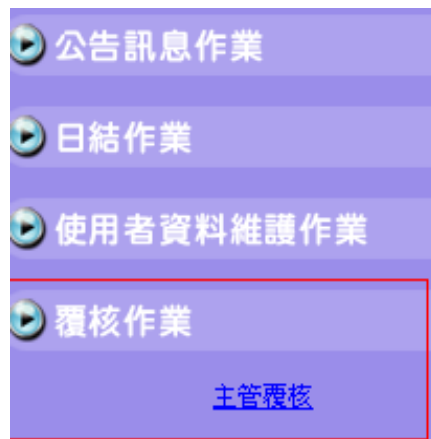 公告訊息作業
日結作業
使用者資料維護作業
覆核作業
主管覆核